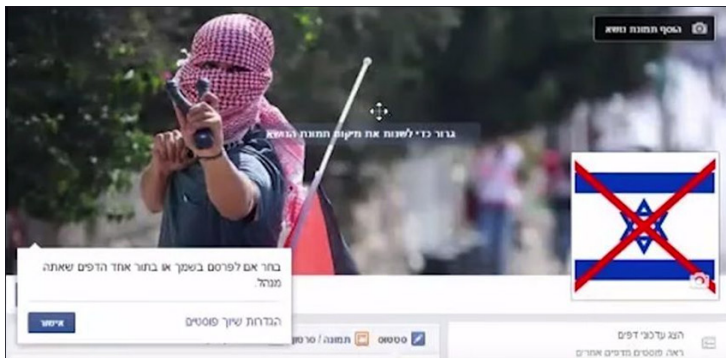 הוסף תמונת נושא
גרור כדי לשנות את מיקום תמונת הנושא
בחר אם לפרסם בשמך או בתור אחד הדפים שאתה
מנהל.
הגדרות שיוך פוסטים
אישור
סטטוס
תמונה / סרטון
הצג עדכוני דפים
ראה פוסטים מדפים אחרים